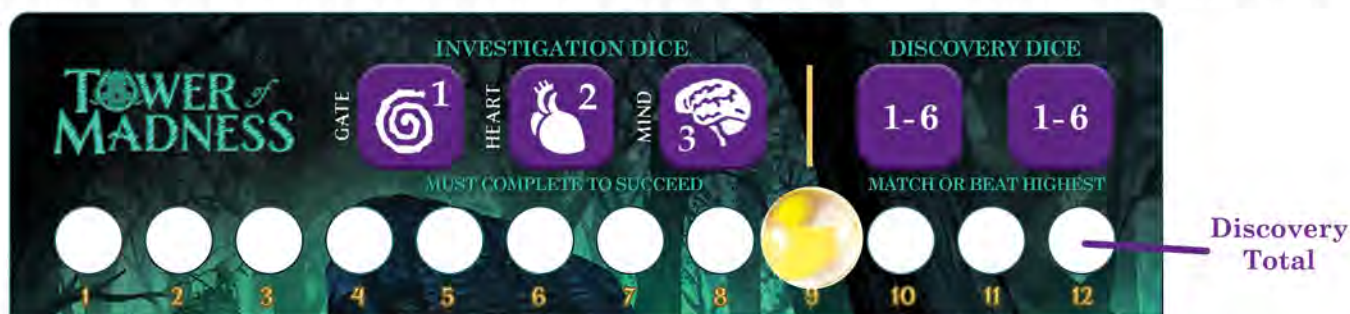 TOWER of MADNESS
INVESTIGATION DICE
DISCOVERY DICE
GATE
1
HEART
2
MIND
3
1-6
1-6
MUST COMPLETE TO SUCCEED
MATCH OR BEAT HIGHEST
1 2 3 4 5 6 7 8 9 10 11 12
Discovery
Total